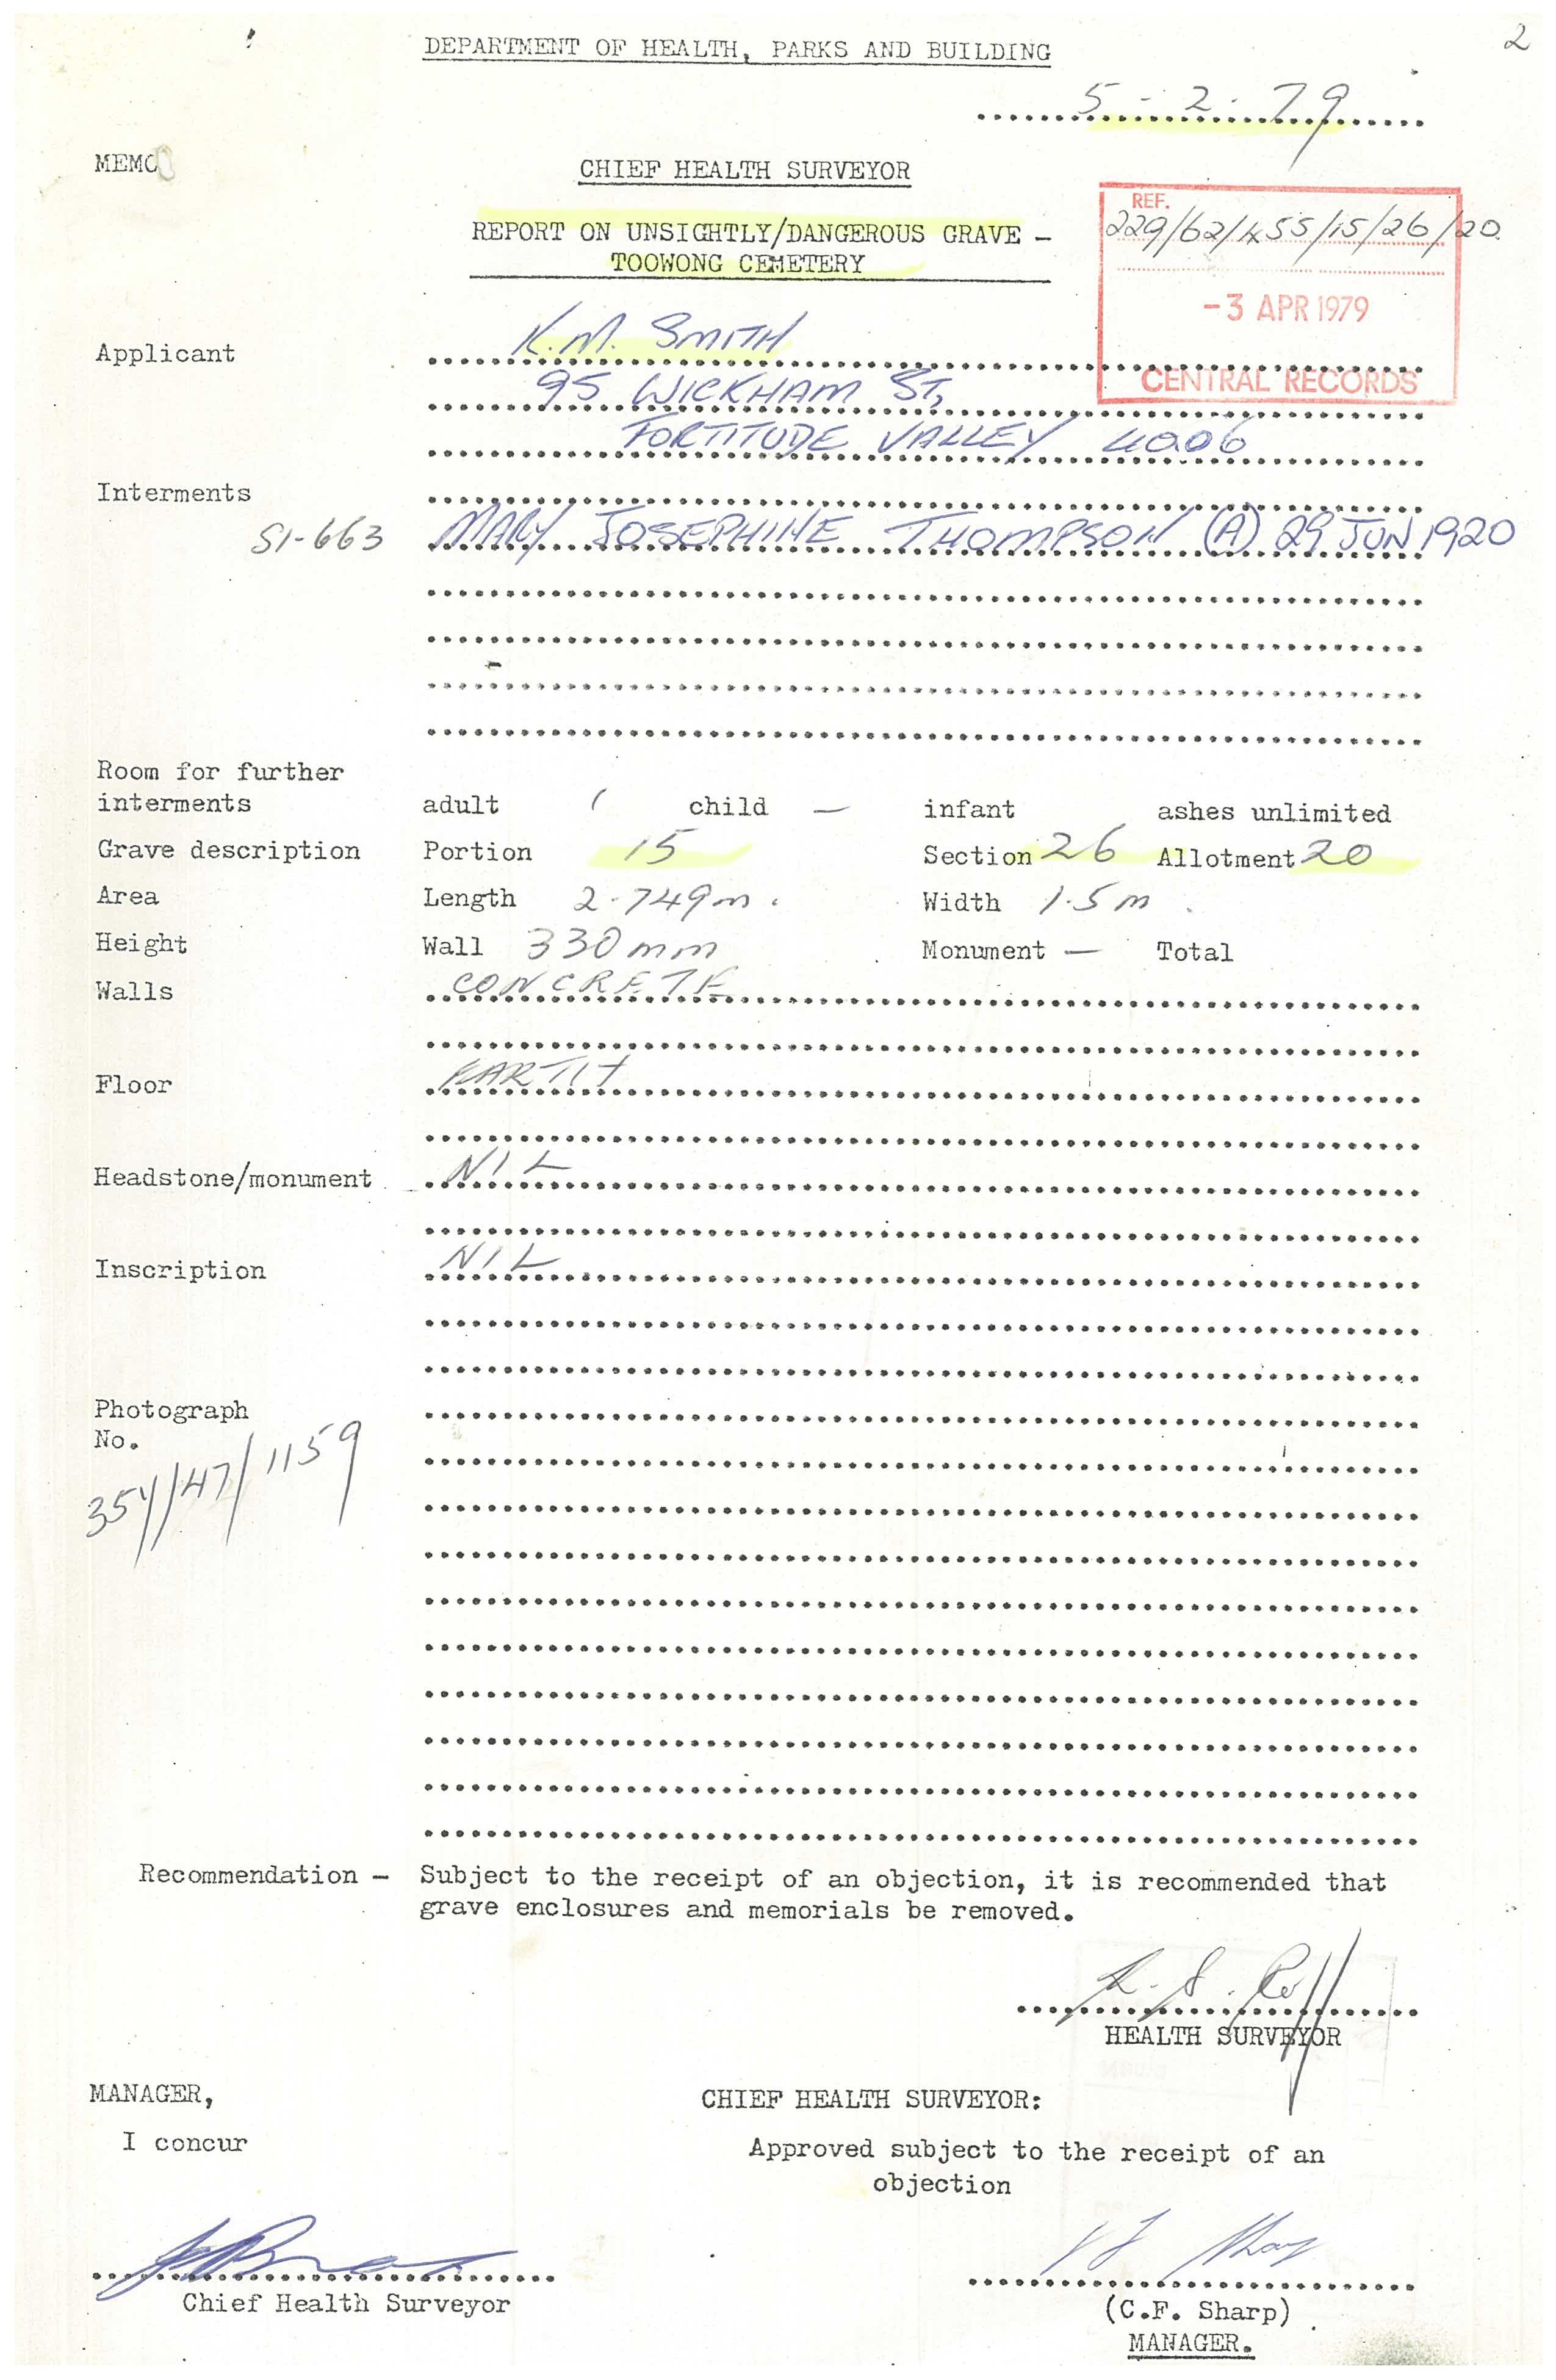 2
DEPARTMENT OF HEALTH, PARKS AND BUILDING
5-2-79
MEMO
CHIEF HEALTH SURVEYOR
REPORT ON UNSIGHTLY/DANGEROUS GRAVE -
TOOWONG CEMETERY
REF.
229/62/455/15/26/20
-3 APR 1979
CENTRAL RECORDS
Applicant K.M. SMITH
95 WICKHAM ST,
FORTITUDE VALLEY 4006
Interments
S1-663 MARY JOSEPHINE THOMPSON (A) 29 JUN 1920
Room for further
interments adult 1 child - infant ashes unlimited
Grave description Portion 15 Section 26 Allotment 20
Area Length 2.749m. Width 1.5m.
Height Wall 330mm Monument - Total
Walls CONCRETE
Floor EARTH
Headstone/monument NIL
Inscription NIL
Photograph
No.
354/47/1159
Recommendation - Subject to the receipt of an objection, it is recommended that
grave enclosures and memorials be removed.
HEALTH SURVEYOR
MANAGER,
I concur
Chief Health Surveyor
CHIEF HEALTH SURVEYOR:
Approved subject to the receipt of an
objection
(C.F. Sharp)
MANAGER.